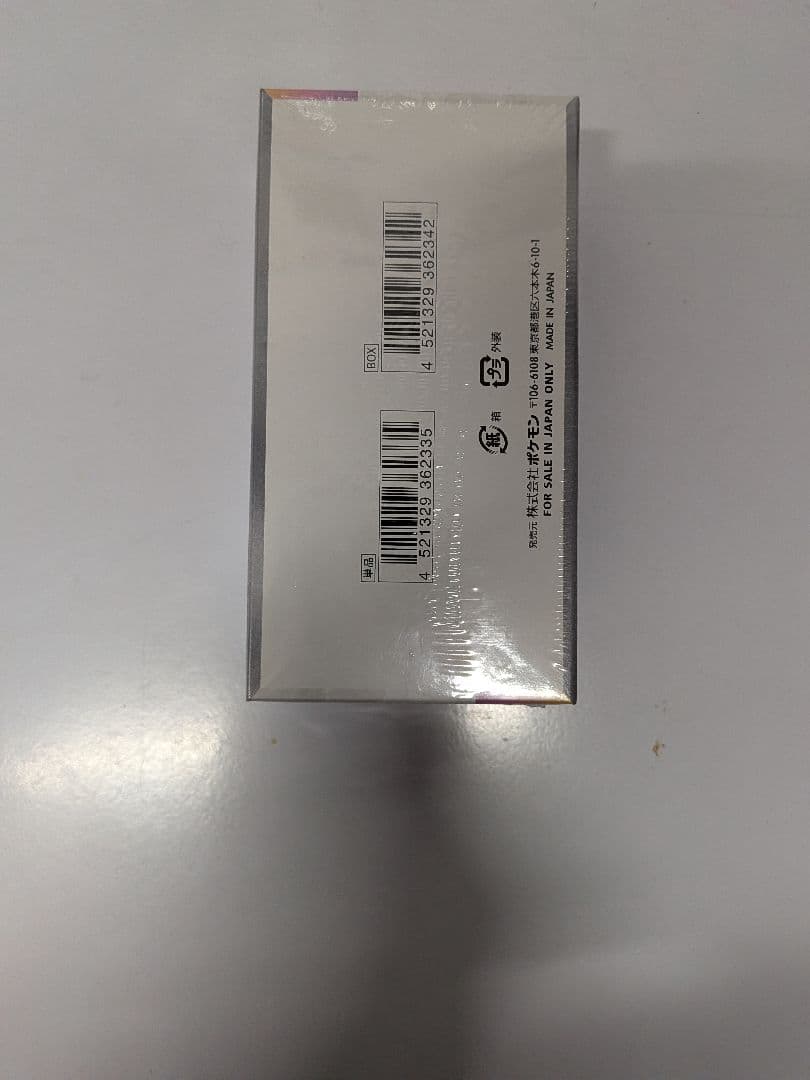 BOX
4 521329 362342
単品
4 521329 362335
紙 箱
プラ 外装
発売元 株式会社ポケモン 〒106-6108 東京都港区六本木6-10-1
FOR SALE IN JAPAN ONLY MADE IN JAPAN